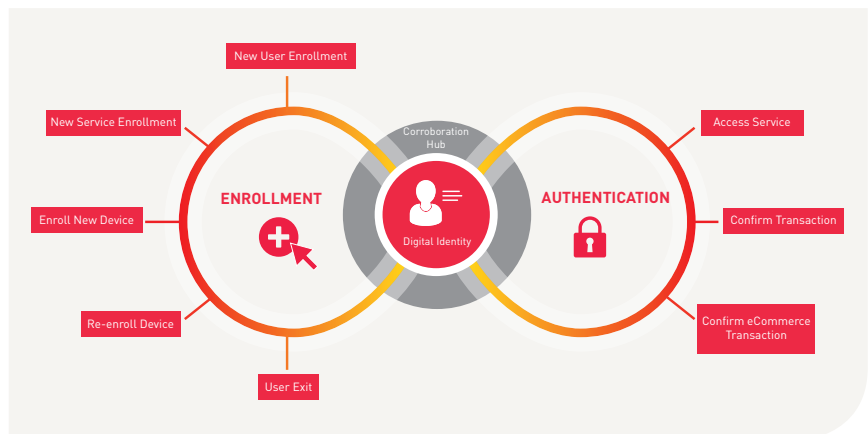 New User Enrollment
New Service Enrollment
Enroll New Device
Re-enroll Device
User Exit
ENROLLMENT
Corroboration
Hub
Digital Identity
AUTHENTICATION
Access Service
Confirm Transaction
Confirm eCommerce
Transaction